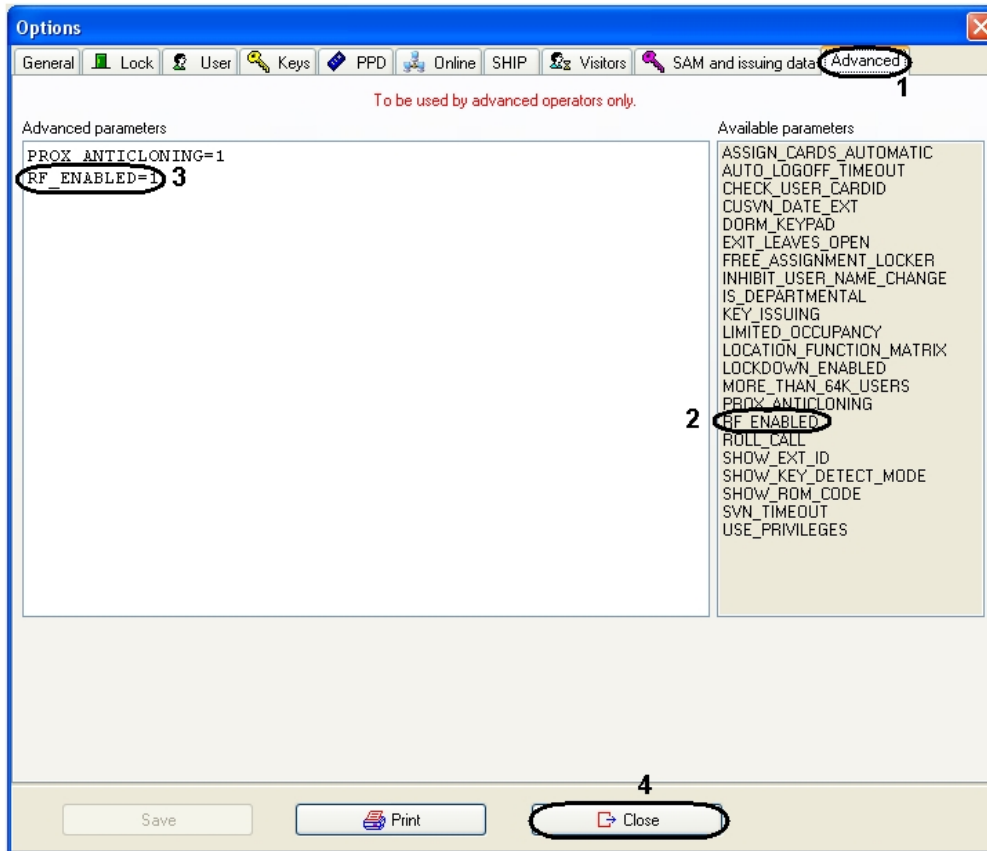 Options
General Lock User Keys PPD Online SHIP Visitors SAM and issuing data Advanced
1
To be used by advanced operators only.
Advanced parameters
PROX_ANTICLONING=1
RF_ENABLED=1 3
Available parameters
ASSIGN_CARDS_AUTOMATIC
AUTO_LOGOFF_TIMEOUT
CHECK_USER_CARDID
CUSVN_DATE_EXT
DORM_KEYPAD
EXIT_LEAVES_OPEN
FREE_ASSIGNMENT_LOCKER
INHIBIT_USER_NAME_CHANGE
IS_DEPARTMENTAL
KEY_ISSUING
LIMITED_OCCUPANCY
LOCATION_FUNCTION_MATRIX
LOCKDOWN_ENABLED
MORE_THAN_64K_USERS
PROX_ANTICLONING
2 RF_ENABLED
ROLL_CALL
SHOW_EXT_ID
SHOW_KEY_DETECT_MODE
SHOW_ROM_CODE
SVN_TIMEOUT
USE_PRIVILEGES
4
Save Print Close